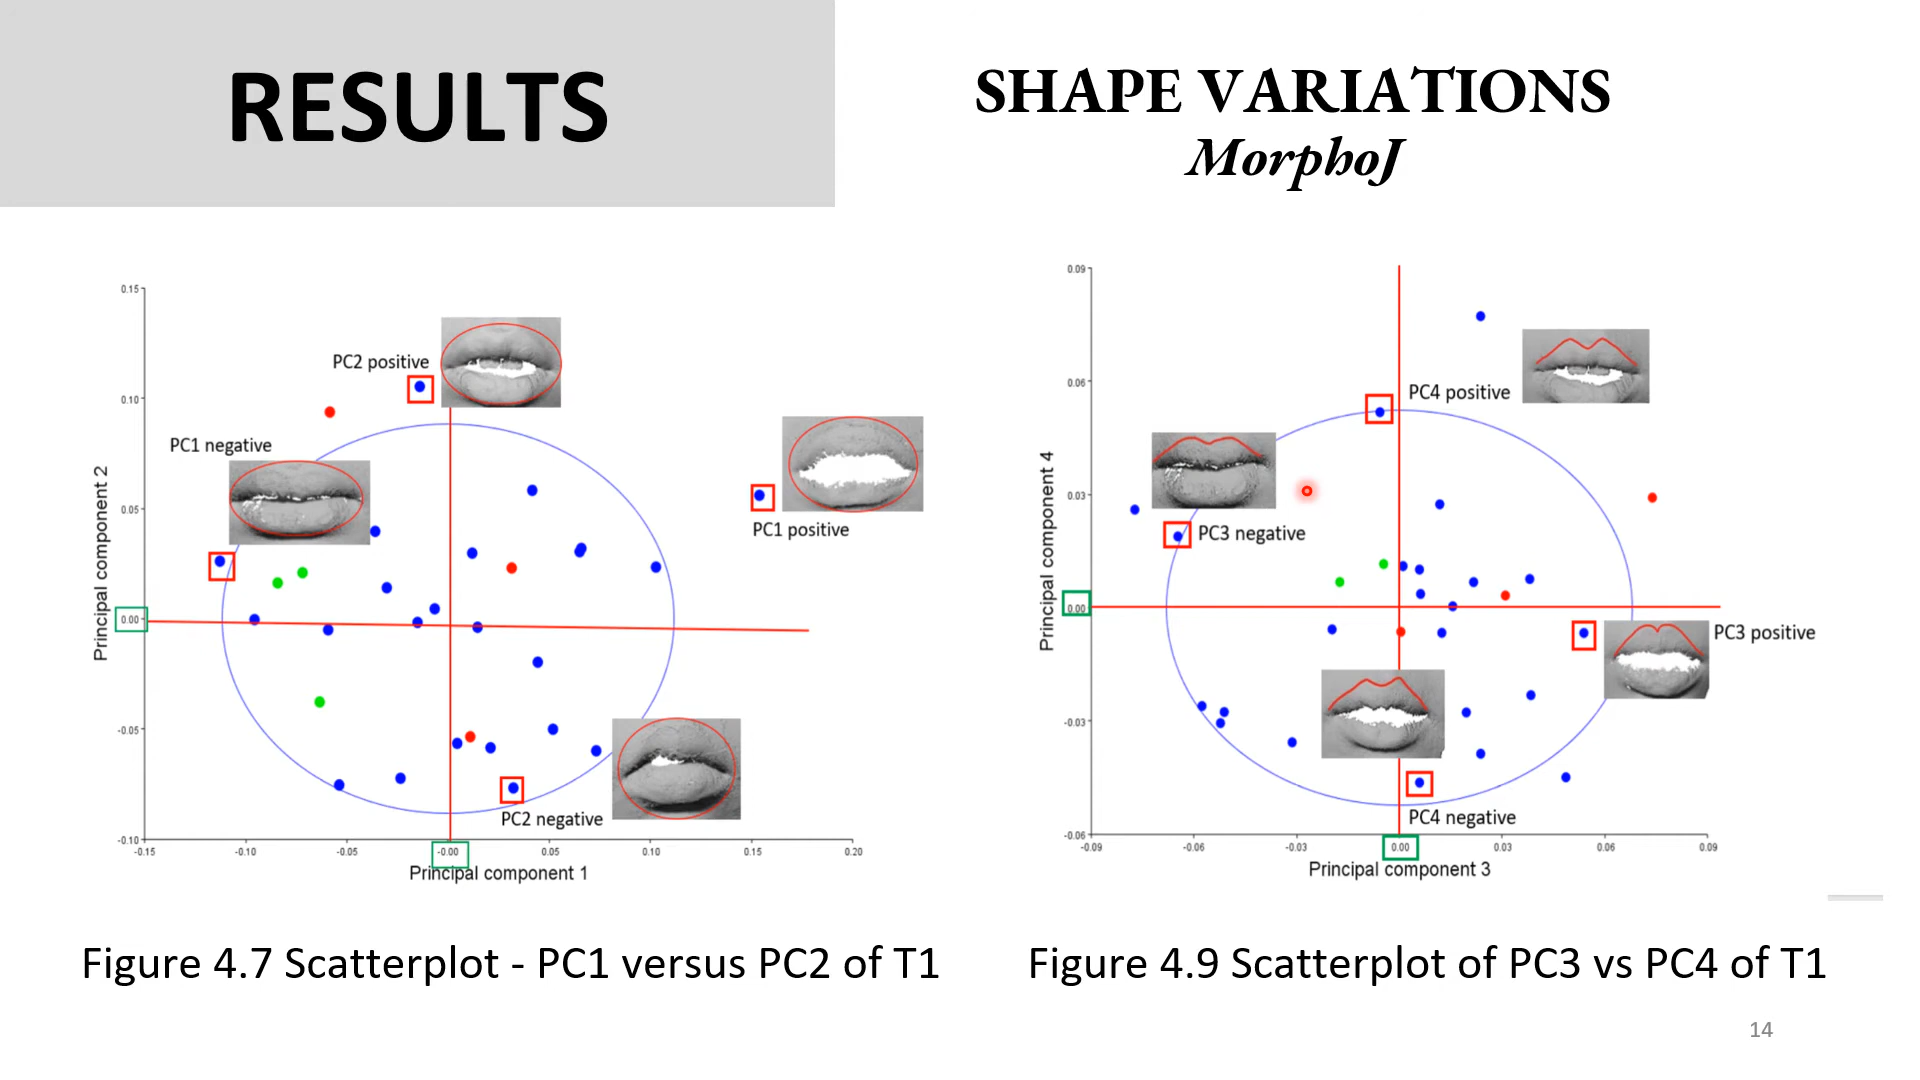 RESULTS
SHAPE VARIATIONS
MorphoJ
0.15
PC2 positive
0.10
PC1 negative
0.05
PC1 positive
Principal component 2
0.00
-0.05
PC2 negative
-0.10
-0.15
-0.10
-0.05
-0.00
0.05
0.10
0.15
0.20
Principal component 1
0.09
0.06
PC4 positive
0.03
PC3 negative
Principal component 4
0.00
PC3 positive
-0.03
PC4 negative
-0.06
-0.09
-0.06
-0.03
0.00
0.03
0.06
0.09
Principal component 3
Figure 4.7 Scatterplot - PC1 versus PC2 of T1
Figure 4.9 Scatterplot of PC3 vs PC4 of T1
14